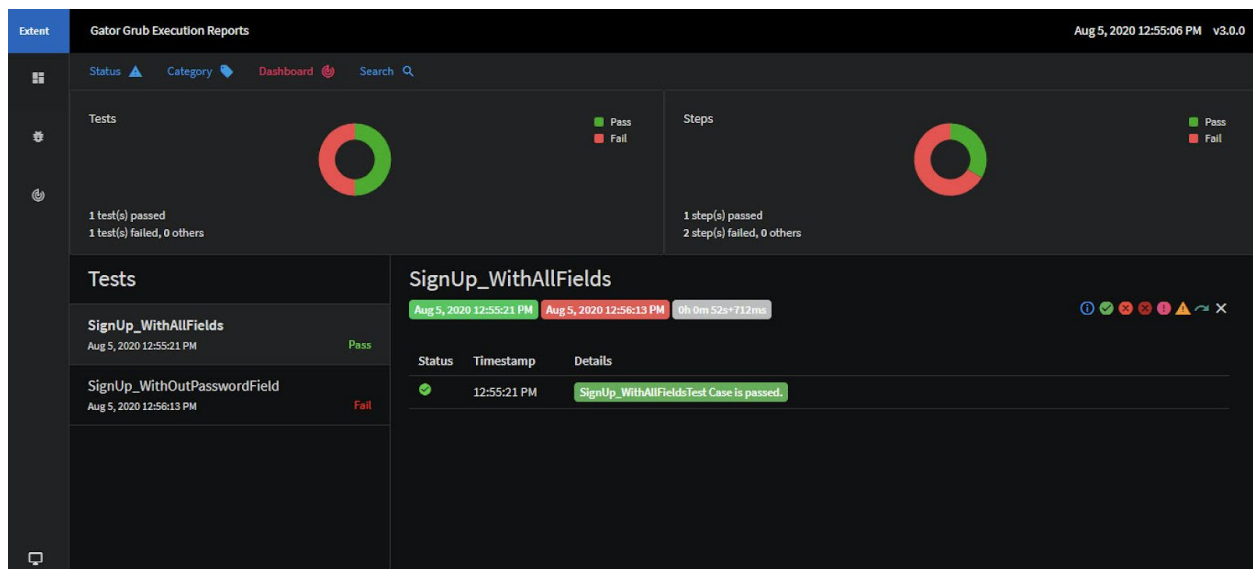 Extent
Gator Grub Execution Reports
Aug 5, 2020 12:55:06 PM v3.0.0
Status Category Dashboard Search
Tests
Pass
Fail
1 test(s) passed
1 test(s) failed, 0 others
Steps
Pass
Fail
1 step(s) passed
2 step(s) failed, 0 others
Tests
SignUp_WithAllFields
Aug 5, 2020 12:55:21 PM Pass
SignUp_WithOutPasswordField
Aug 5, 2020 12:56:13 PM Fail
SignUp_WithAllFields
Aug 5, 2020 12:55:21 PM Aug 5, 2020 12:56:13 PM 0h 0m 52s+712ms
Status Timestamp Details
12:55:21 PM SignUp_WithAllFieldsTest Case is passed.